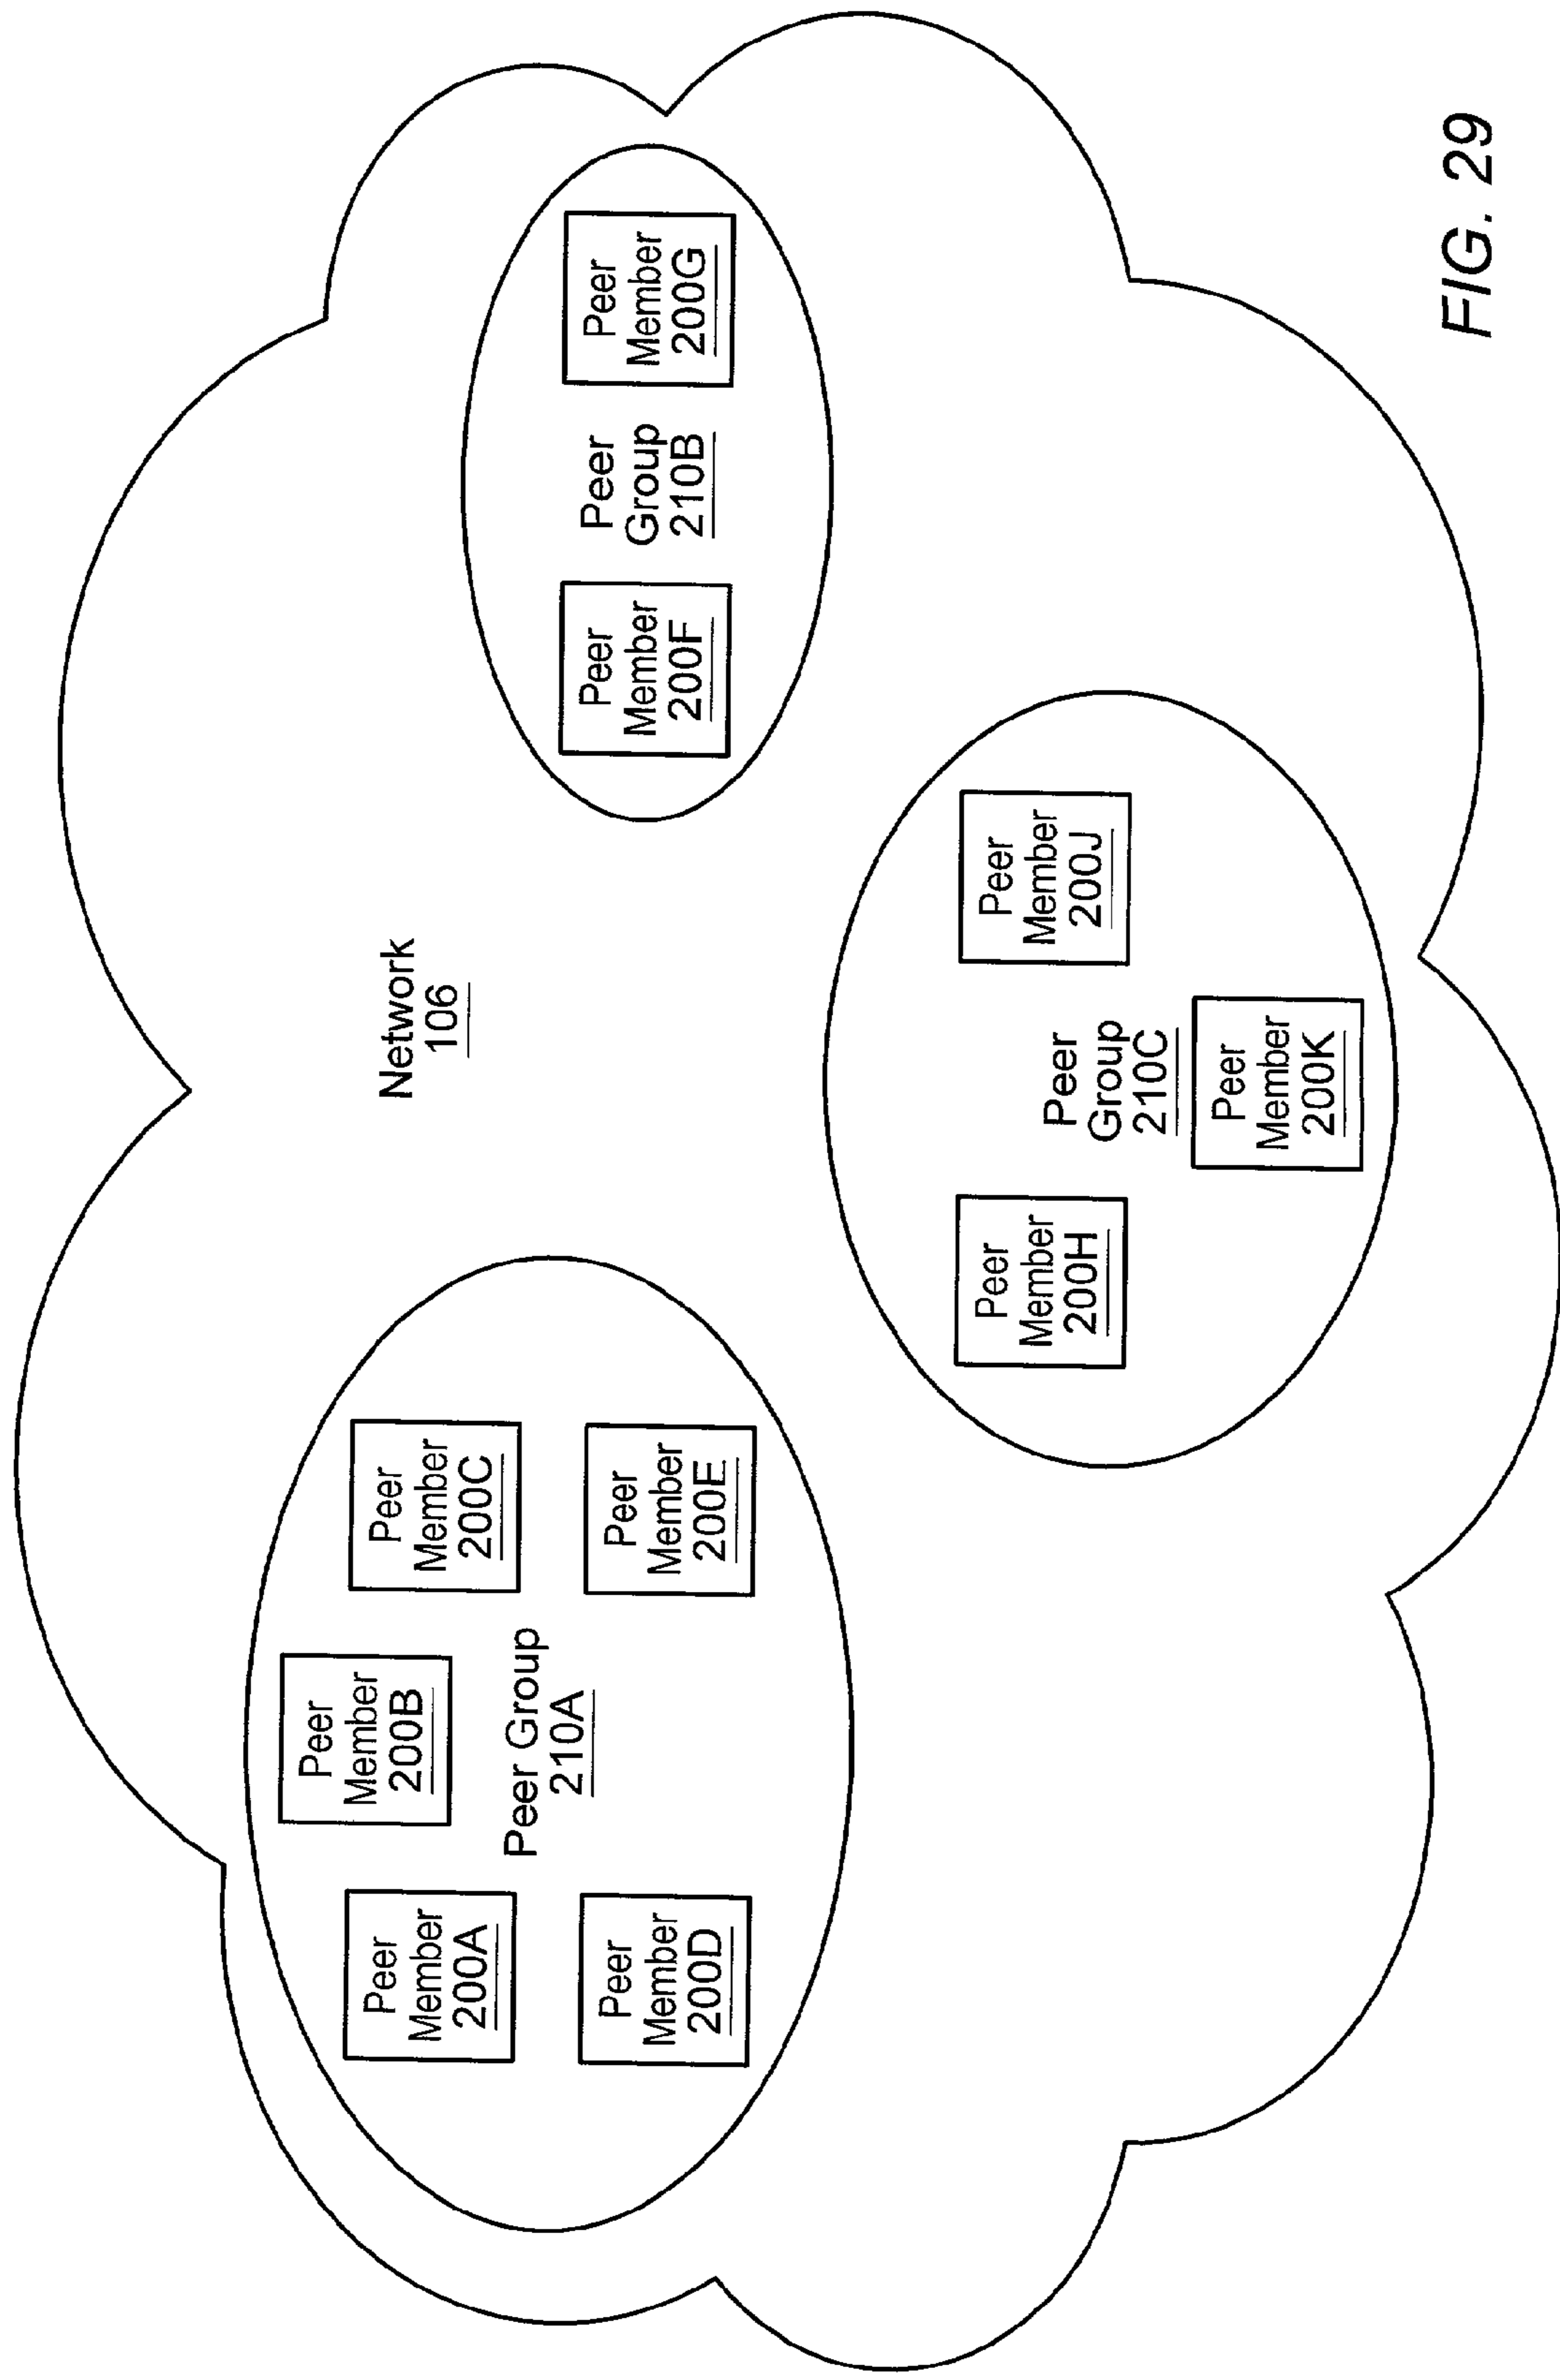 Network
106
Peer
Member
200A
Peer
Member
200B
Peer
Member
200C
Peer Group
210A
Peer
Member
200D
Peer
Member
200E
Peer
Member
200F
Peer
Group
210B
Peer
Member
200G
Peer
Member
200H
Peer
Group
210C
Peer
Member
200J
Peer
Member
200K
FIG. 29